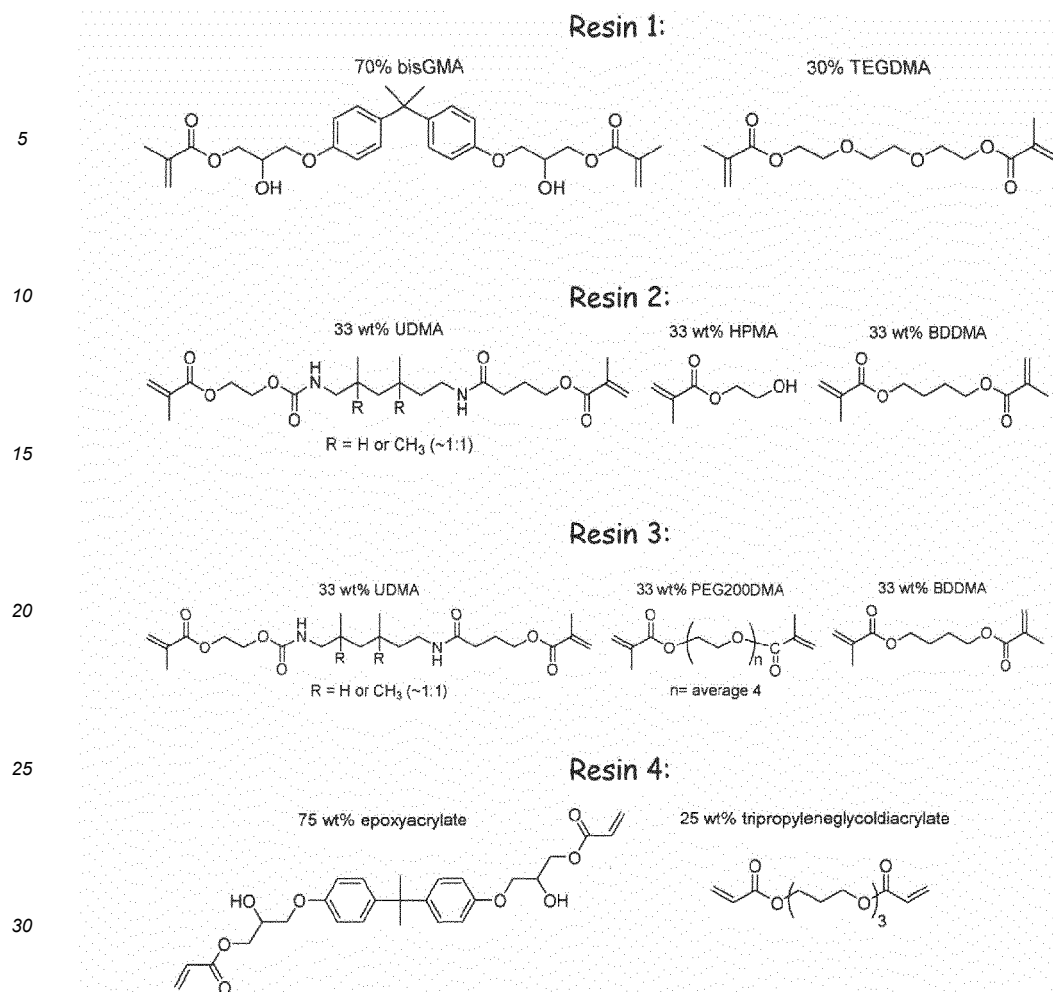 Resin 1:
70% bisGMA
30% TEGDMA
5
O
O
O
O
O
O
O
OH
OH
O
O
O
O
O
O
10
Resin 2:
33 wt% UDMA
33 wt% HPMA
33 wt% BDDMA
O
O
O
O
H
N
R
R
N
H
O
O
O
R = H or CH₃ (~1:1)
O
O
OH
O
O
O
O
15
Resin 3:
33 wt% UDMA
33 wt% PEG200DMA
33 wt% BDDMA
20
O
O
O
O
H
N
R
R
N
H
O
O
O
R = H or CH₃ (~1:1)
O
O
O
n
O
n= average 4
O
O
O
O
25
Resin 4:
75 wt% epoxyacrylate
25 wt% tripropyleneglycoldiacrylate
O
O
HO
O
O
OH
O
O
O
O
O
3
O
30